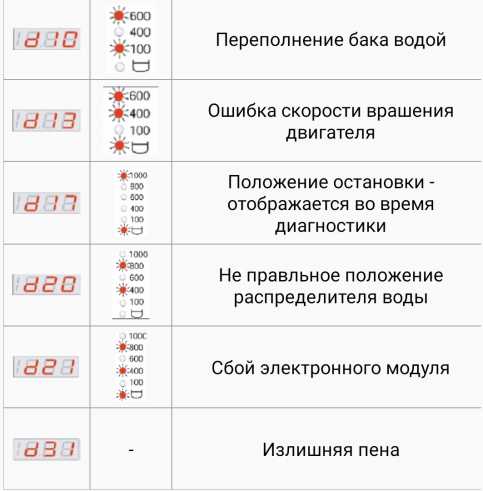 d10
600
400
100
Переполнение бака водой
d13
600
400
100
Ошибка скорости врашения
двигателя
d17
1000
800
600
400
100
Положение остановки -
отображается во время
диагностики
d20
1000
800
600
400
100
Не правльное положение
распределителя воды
d21
1000
800
600
400
100
Сбой электронного модуля
d31
-
Излишняя пена